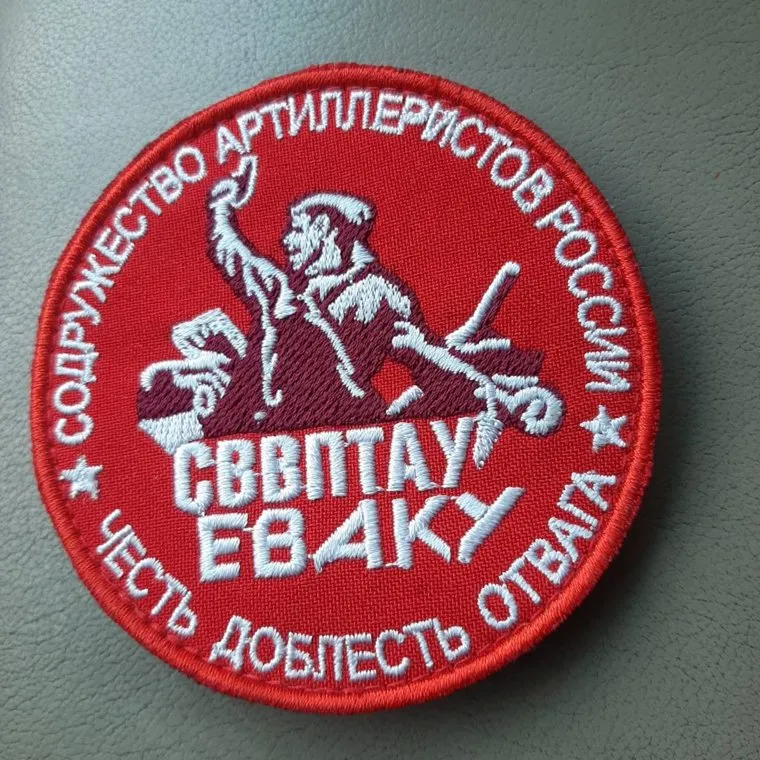 СОДРУЖЕСТВО АРТИЛЛЕРИСТОВ РОССИИ
СВВПТАУ
ЕВАКУ
ЧЕСТЬ ДОБЛЕСТЬ ОТВАГА